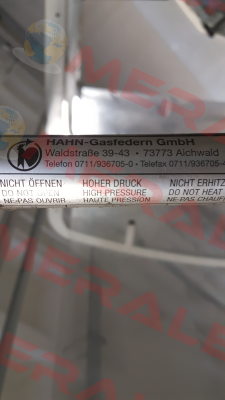 HAHN-Gasfedern GmbH
Waldstraße 39-43 • 73773 Aichwald
Telefon 0711/936705-0 • Telefax 0711/936705-
NICHT ÖFFNEN HOHER DRUCK NICHT ERHITZ
DO NOT OPEN HIGH PRESSURE DO NOT HEAT
NE-PAS OUVRIR HAUTE PRESSION NE-PAS CHAUF